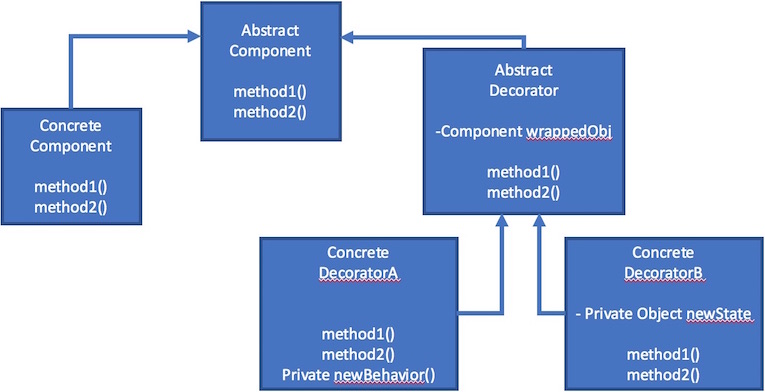 Abstract
Component
method1()
method2()
Concrete
Component
method1()
method2()
Abstract
Decorator
-Component wrappedObj
method1()
method2()
Concrete
DecoratorA
method1()
method2()
Private newBehavior()
Concrete
DecoratorB
- Private Object newState
method1()
method2()